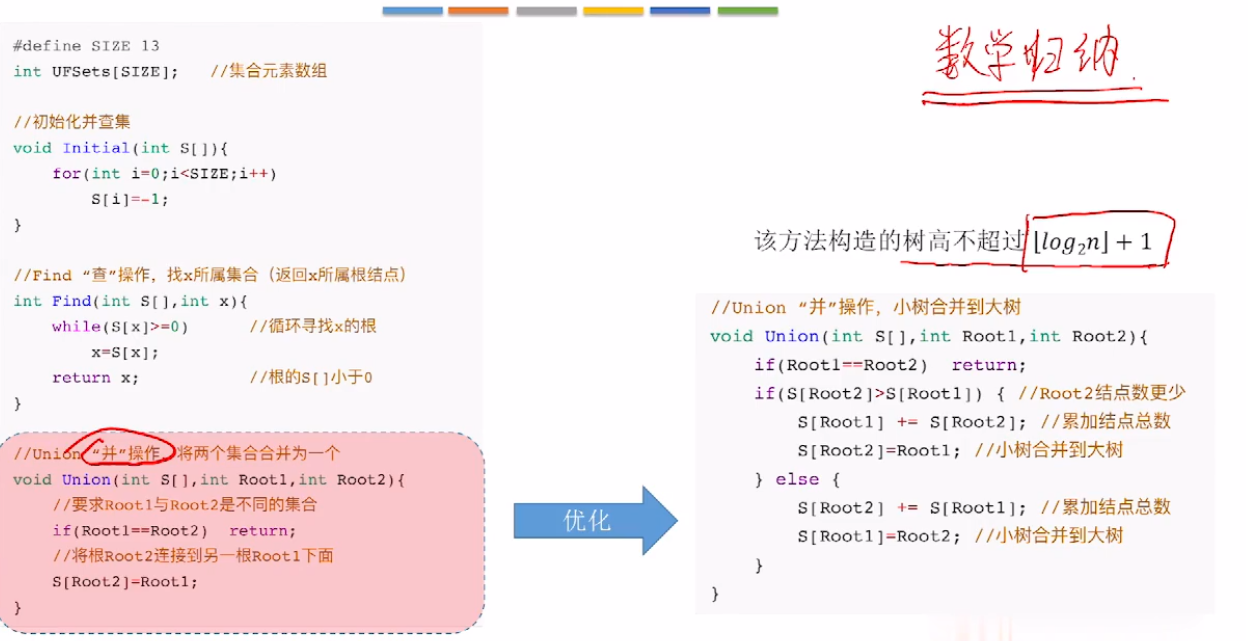 #define SIZE 13
int UFSets[SIZE];   //集合元素数组
//初始化并查集
void Initial(int S[]){
    for(int i=0;i<SIZE;i++)
        S[i]=-1;
}
//Find “查”操作，找x所属集合（返回x所属根结点）
int Find(int S[],int x){
    while(S[x]>=0)      //循环寻找x的根
        x=S[x];
    return x;           //根的S[]小于0
}
//Union “并”操作，将两个集合合并为一个
void Union(int S[],int Root1,int Root2){
    //要求Root1与Root2是不同的集合
    if(Root1==Root2)  return;
    //将根Root2连接到另一根Root1下面
    S[Root2]=Root1;
}
优化
数学归纳.
该方法构造的树高不超过⌊log₂n⌋ + 1
//Union “并”操作，小树合并到大树
void Union(int S[],int Root1,int Root2){
    if(Root1==Root2)  return;
    if(S[Root2]>S[Root1]) { //Root2结点数更少
        S[Root1] += S[Root2]; //累加结点总数
        S[Root2]=Root1; //小树合并到大树
    } else {
        S[Root2] += S[Root1]; //累加结点总数
        S[Root1]=Root2; //小树合并到大树
    }
}